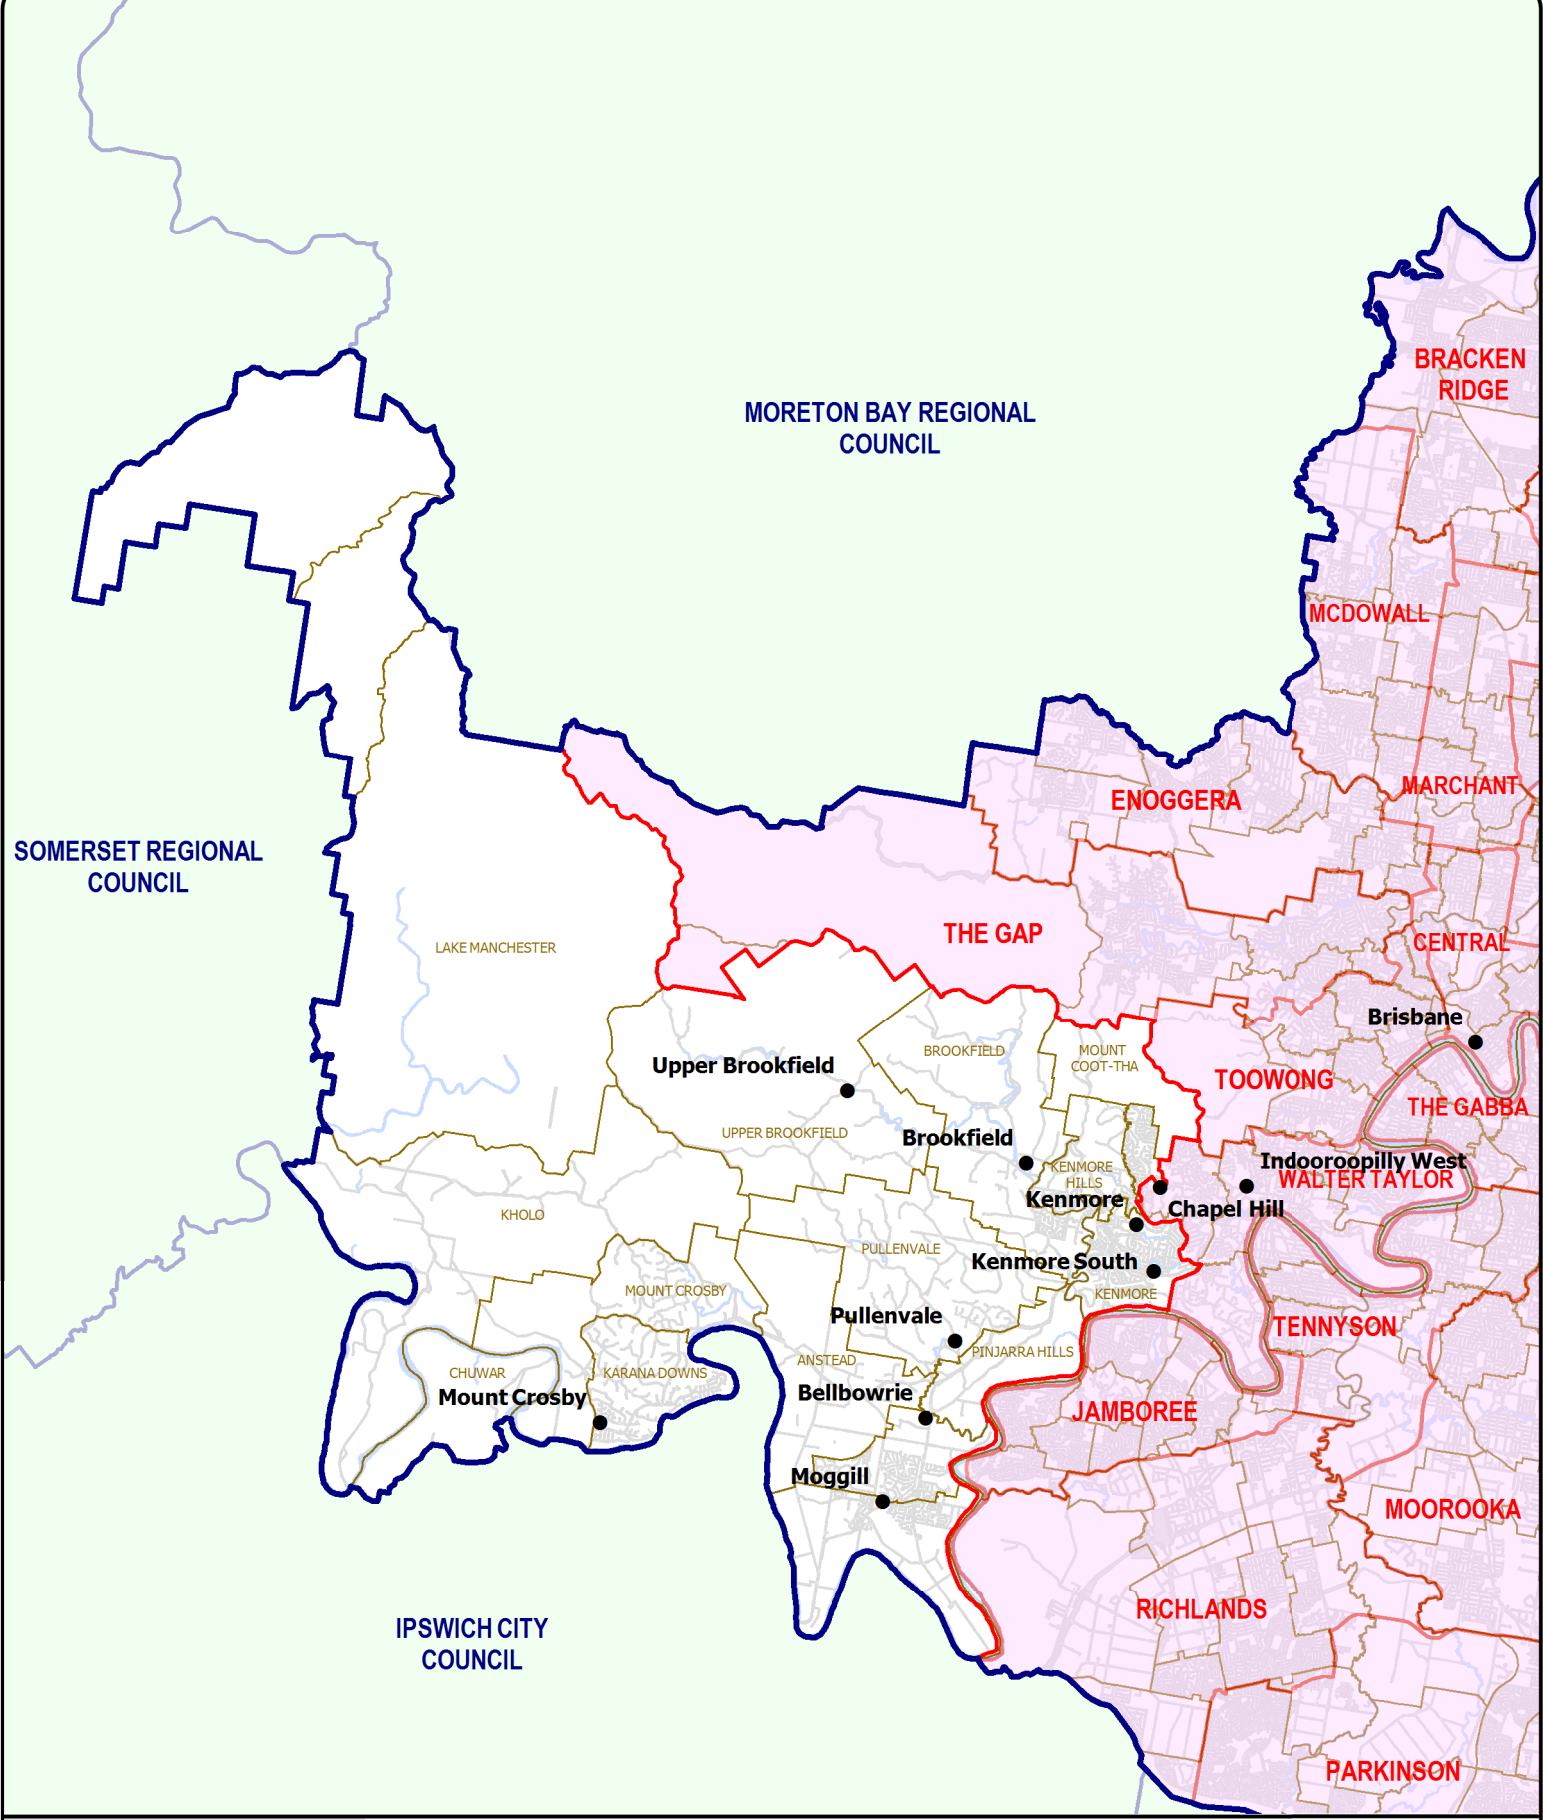 BRACKEN
RIDGE
MORETON BAY REGIONAL
COUNCIL
MCDOWALL
MARCHANT
ENOGGERA
SOMEREST REGIONAL
COUNCIL
THE GAP
CENTRAL
LAKE MANCHESTER
Brisbane
BROOKFIELD
MOUNT
COOT-THA
Upper Brookfield
TOOWONG
THE GABBA
UPPER BROOKFIELD
Brookfield
Indooroopilly West
KENMORE
HILLS
WALTER TAYLOR
Kenmore
Chapel Hill
KHOLO
PULLENVALE
Kenmore South
MOUNT CROSBY
KENMORE
Pullenvale
TENNYSON
PINJARRA HILLS
ANSTEAD
CHUWAR
KARANA DOWNS
Mount Crosby
Bellbowrie
JAMBOREE
Moggill
MOOROOKA
RICHLANDS
IPSWICH CITY
COUNCIL
PARKINSON